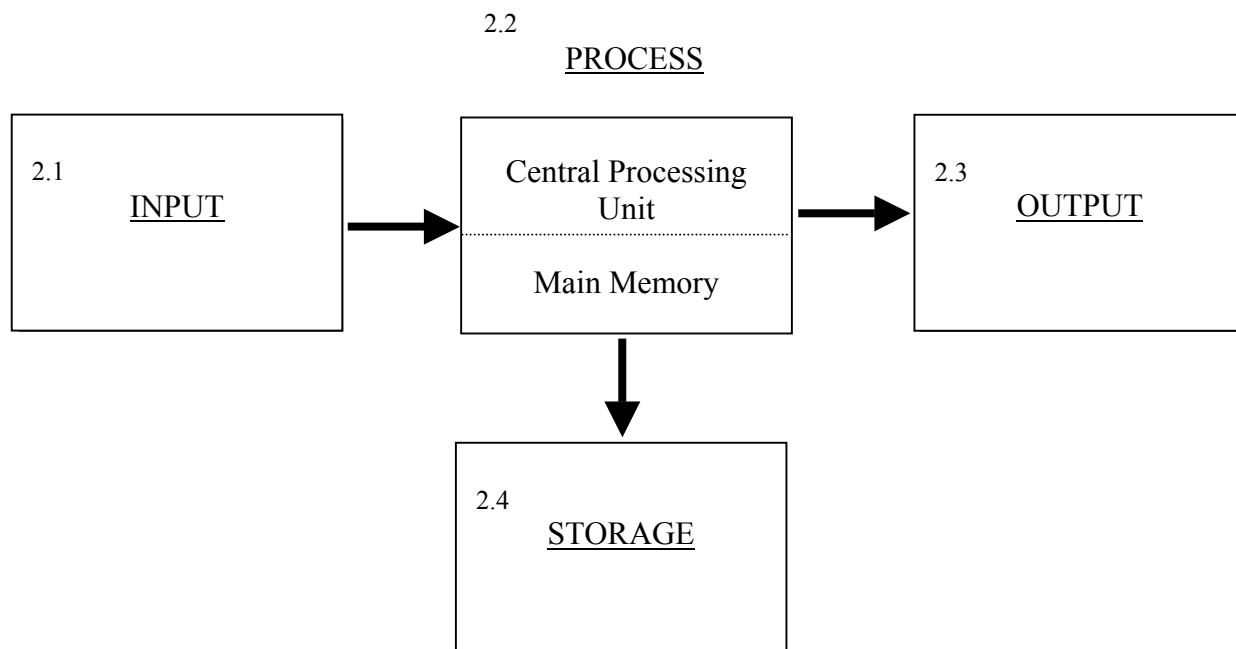 2.2
PROCESS
2.1
INPUT
Central Processing
Unit
Main Memory
2.3
OUTPUT
2.4
STORAGE